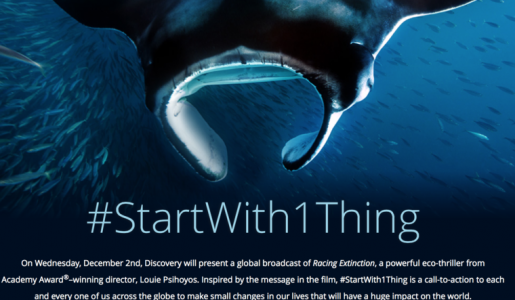 #StartWith1Thing
On Wednesday, December 2nd, Discovery will present a global broadcast of Racing Extinction, a powerful eco-thriller from
Academy Award®–winning director, Louie Psihoyos. Inspired by the message in the film, #StartWith1Thing is a call-to-action to each
and every one of us across the globe to make small changes in our lives that will have a huge impact on the world.